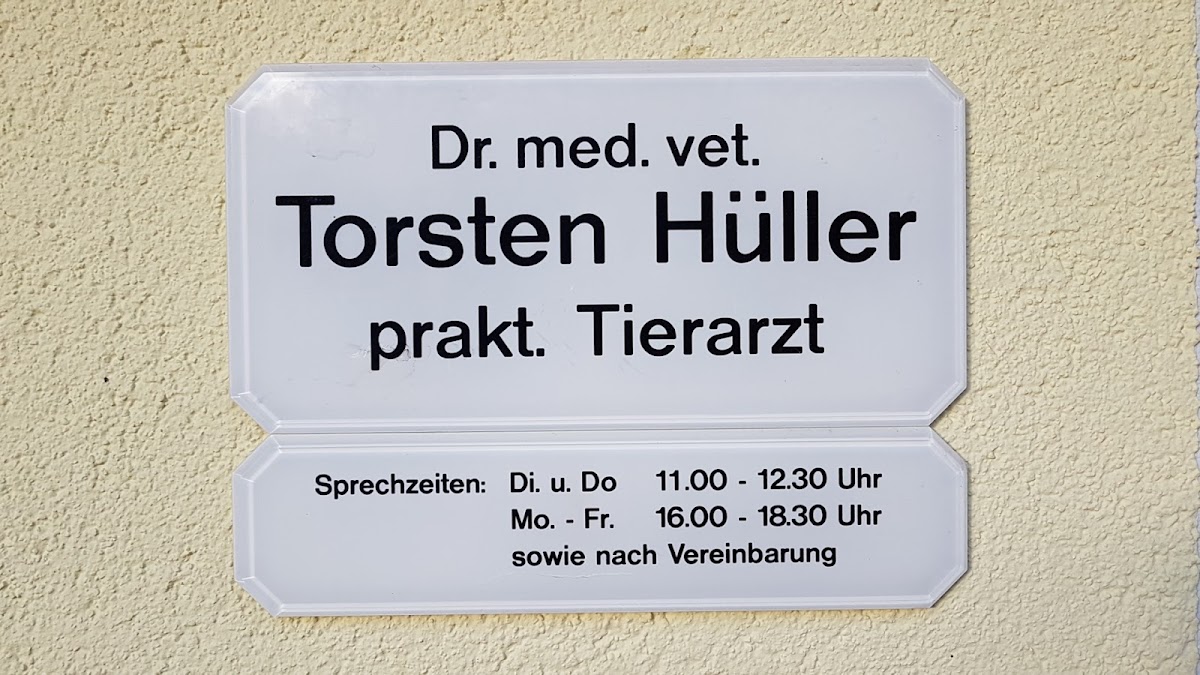 Dr. med. vet.
Torsten Hüller
prakt. Tierarzt
Sprechzeiten: Di. u. Do 11.00 - 12.30 Uhr
Mo. - Fr. 16.00 - 18.30 Uhr
sowie nach Vereinbarung